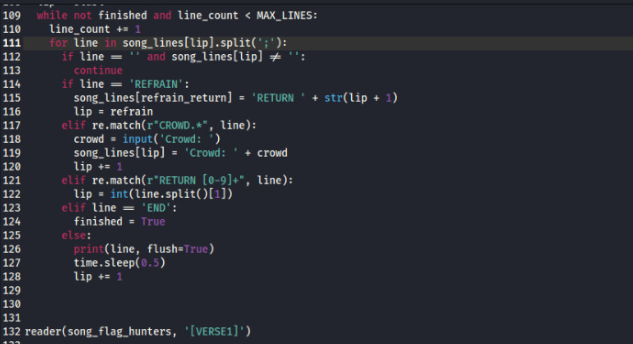 109 while not finished and line_count < MAX_LINES:
110 line_count += 1
111 for line in song_lines[lip].split(';'):
112 if line == '' and song_lines[lip] ≠ '':
113 continue
114 if line == 'REFRAIN':
115 song_lines[refrain_return] = 'RETURN ' + str(lip + 1)
116 lip = refrain
117 elif re.match(r"CROWD.*", line):
118 crowd = input('Crowd: ')
119 song_lines[lip] = 'Crowd: ' + crowd
120 lip += 1
121 elif re.match(r"RETURN [0-9]+", line):
122 lip = int(line.split()[1])
123 elif line == 'END':
124 finished = True
125 else:
126 print(line, flush=True)
127 time.sleep(0.5)
128 lip += 1
129
130
131
132 reader(song_flag_hunters, '[VERSE1]')